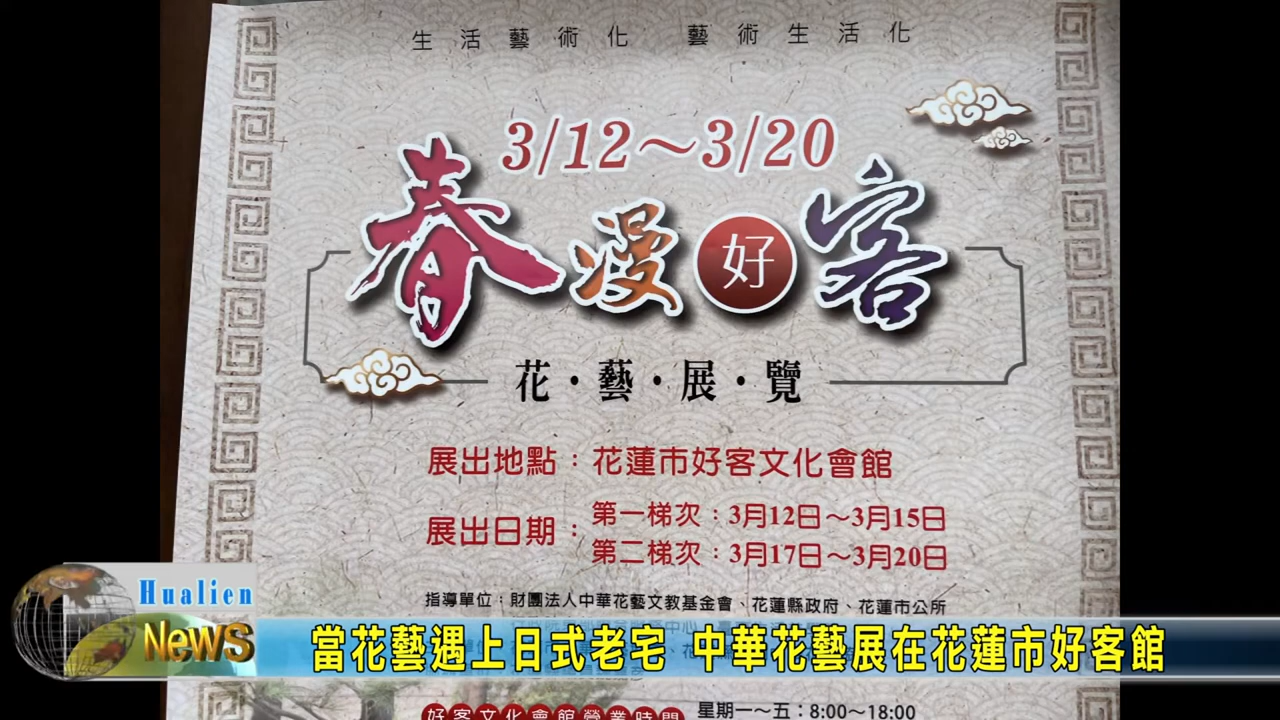 生活藝術化 藝術生活化
3/12～3/20
春漫好客
花·藝·展·覽
展出地點：花蓮市好客文化會館
展出日期：
第一梯次：3月12日～3月15日
第二梯次：3月17日～3月20日
指導單位：財團法人中華花藝文教基金會、花蓮縣政府、花蓮市公所
Hualien
News
當花藝遇上日式老宅 中華花藝展在花蓮市好客館
好客文化會館營業時間
星期一～五：8:00～18:00